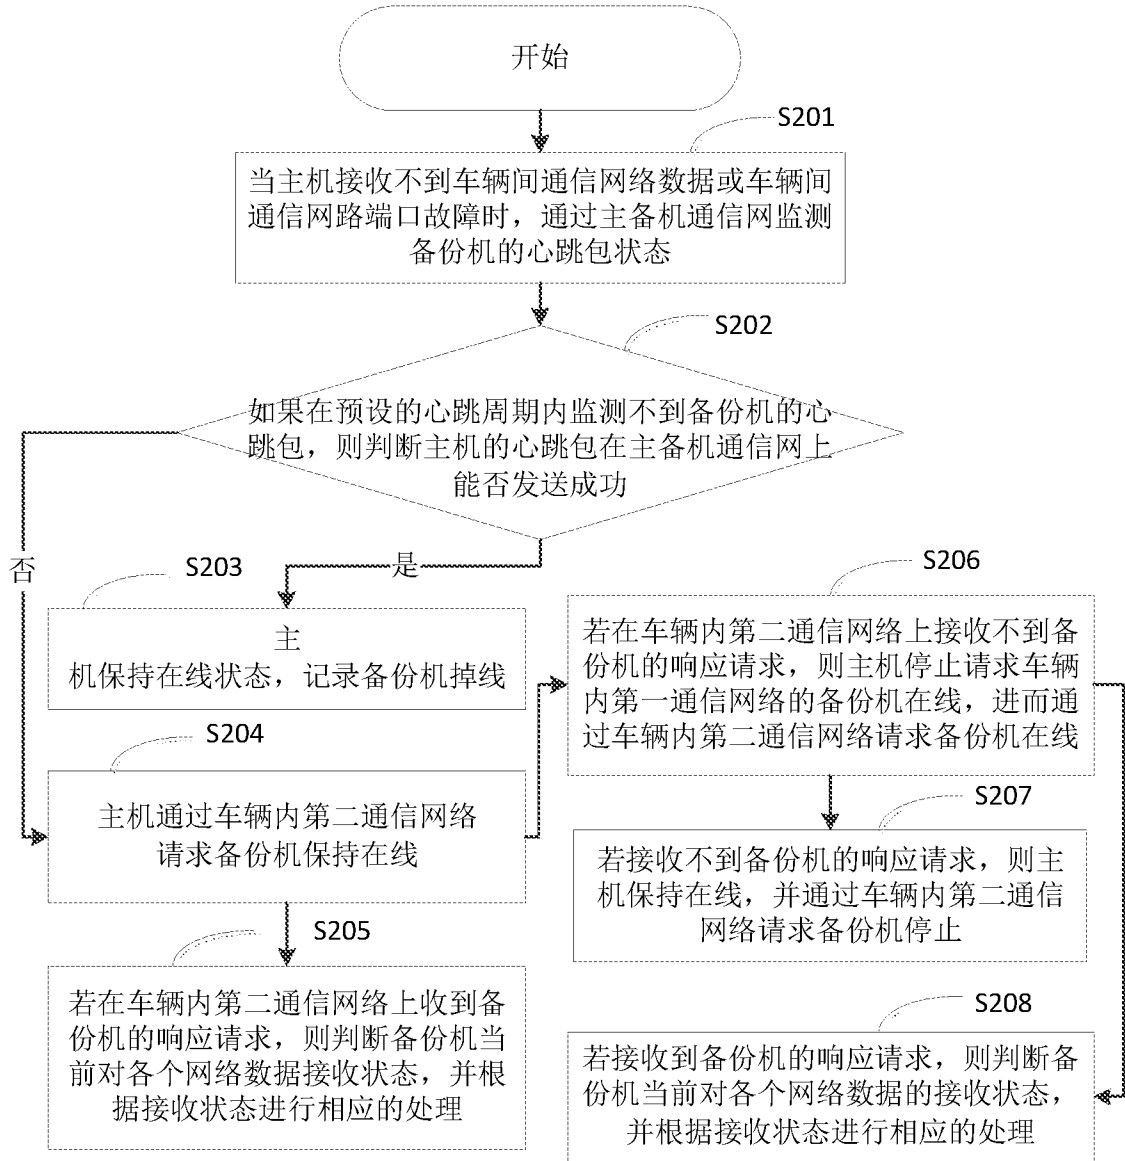 开始
S201
当主机接收不到车辆间通信网络数据或车辆间
通信网路端口故障时，通过主备机通信网监测
备份机的心跳包状态
S202
如果在预设的心跳周期内监测不到备份机的心
跳包，则判断主机的心跳包在主备机通信网上
能否发送成功
否
是
S203
主
机保持在线状态，记录备份机掉线
S204
主机通过车辆内第二通信网络
请求备份机保持在线
S205
若在车辆内第二通信网络上收到备
份机的响应请求，则判断备份机当
前对各个网络数据接收状态，并根
据接收状态进行相应的处理
S206
若在车辆内第二通信网络上接收不到备
份机的响应请求，则主机停止请求车辆
内第一通信网络的备份机在线，进而通
过车辆内第二通信网络请求备份机在线
S207
若接收不到备份机的响应请求，则主
机保持在线，并通过车辆内第二通信
网络请求备份机停止
S208
若接收到备份机的响应请求，则判断备
份机当前对各个网络数据的接收状态，
并根据接收状态进行相应的处理